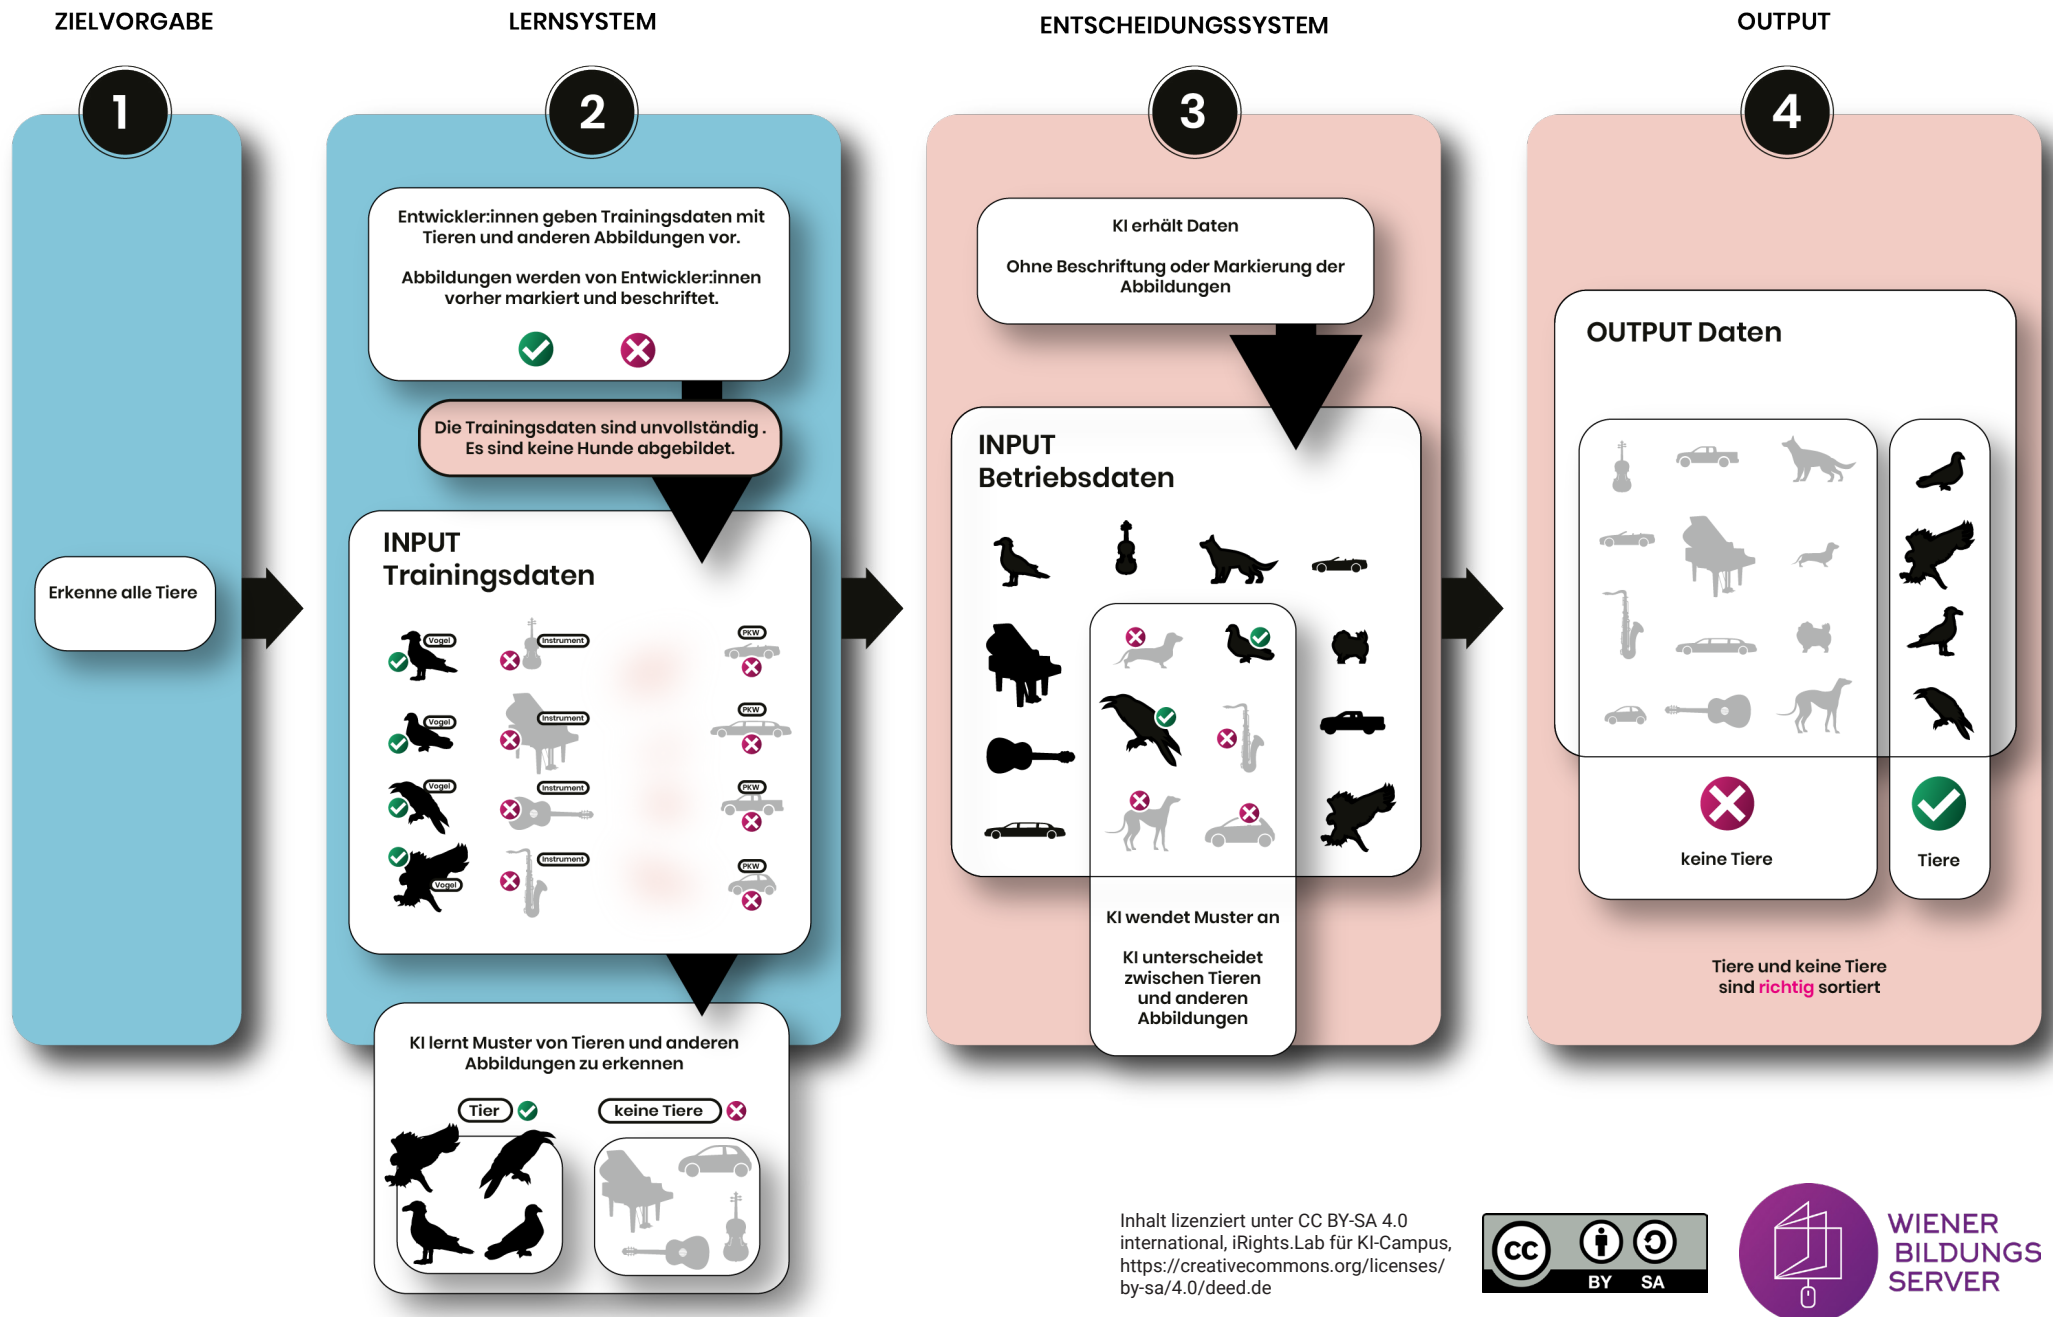 ZIELVORGABE
1
Erkenne alle Tiere
LERNSYSTEM
2
Entwickler:innen geben Trainingsdaten mit
Tieren und anderen Abbildungen vor.
Abbildungen werden von Entwickler:innen
vorher markiert und beschriftet.
Die Trainingsdaten sind unvollständig .
Es sind keine Hunde abgebildet.
INPUT
Trainingsdaten
Vogel
Instrument
PKW
Vogel
Instrument
PKW
Vogel
Instrument
PKW
Vogel
Instrument
PKW
KI lernt Muster von Tieren und anderen
Abbildungen zu erkennen
Tier
keine Tiere
ENTSCHEIDUNGSSYSTEM
3
KI erhält Daten
Ohne Beschriftung oder Markierung der
Abbildungen
INPUT
Betriebsdaten
KI wendet Muster an
KI unterscheidet
zwischen Tieren
und anderen
Abbildungen
OUTPUT
4
OUTPUT Daten
keine Tiere
Tiere
Tiere und keine Tiere
sind richtig sortiert
Inhalt lizenziert unter CC BY-SA 4.0
international, iRights.Lab für KI-Campus,
https://creativecommons.org/licenses/
by-sa/4.0/deed.de
cc
BY SA
WIENER
BILDUNGS
SERVER